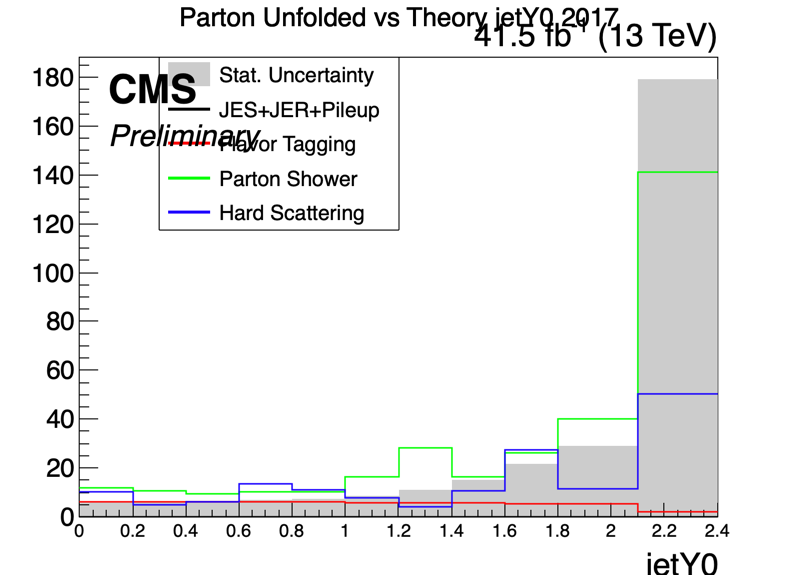 Parton Unfolded vs Theory jetY0 2017
41.5 fb⁻¹ (13 TeV)
CMS
Preliminary
Stat. Uncertainty
JES+JER+Pileup
Flavor Tagging
Parton Shower
Hard Scattering
180
160
140
120
100
80
60
40
20
0
0 0.2 0.4 0.6 0.8 1 1.2 1.4 1.6 1.8 2 2.2 2.4
jetY0